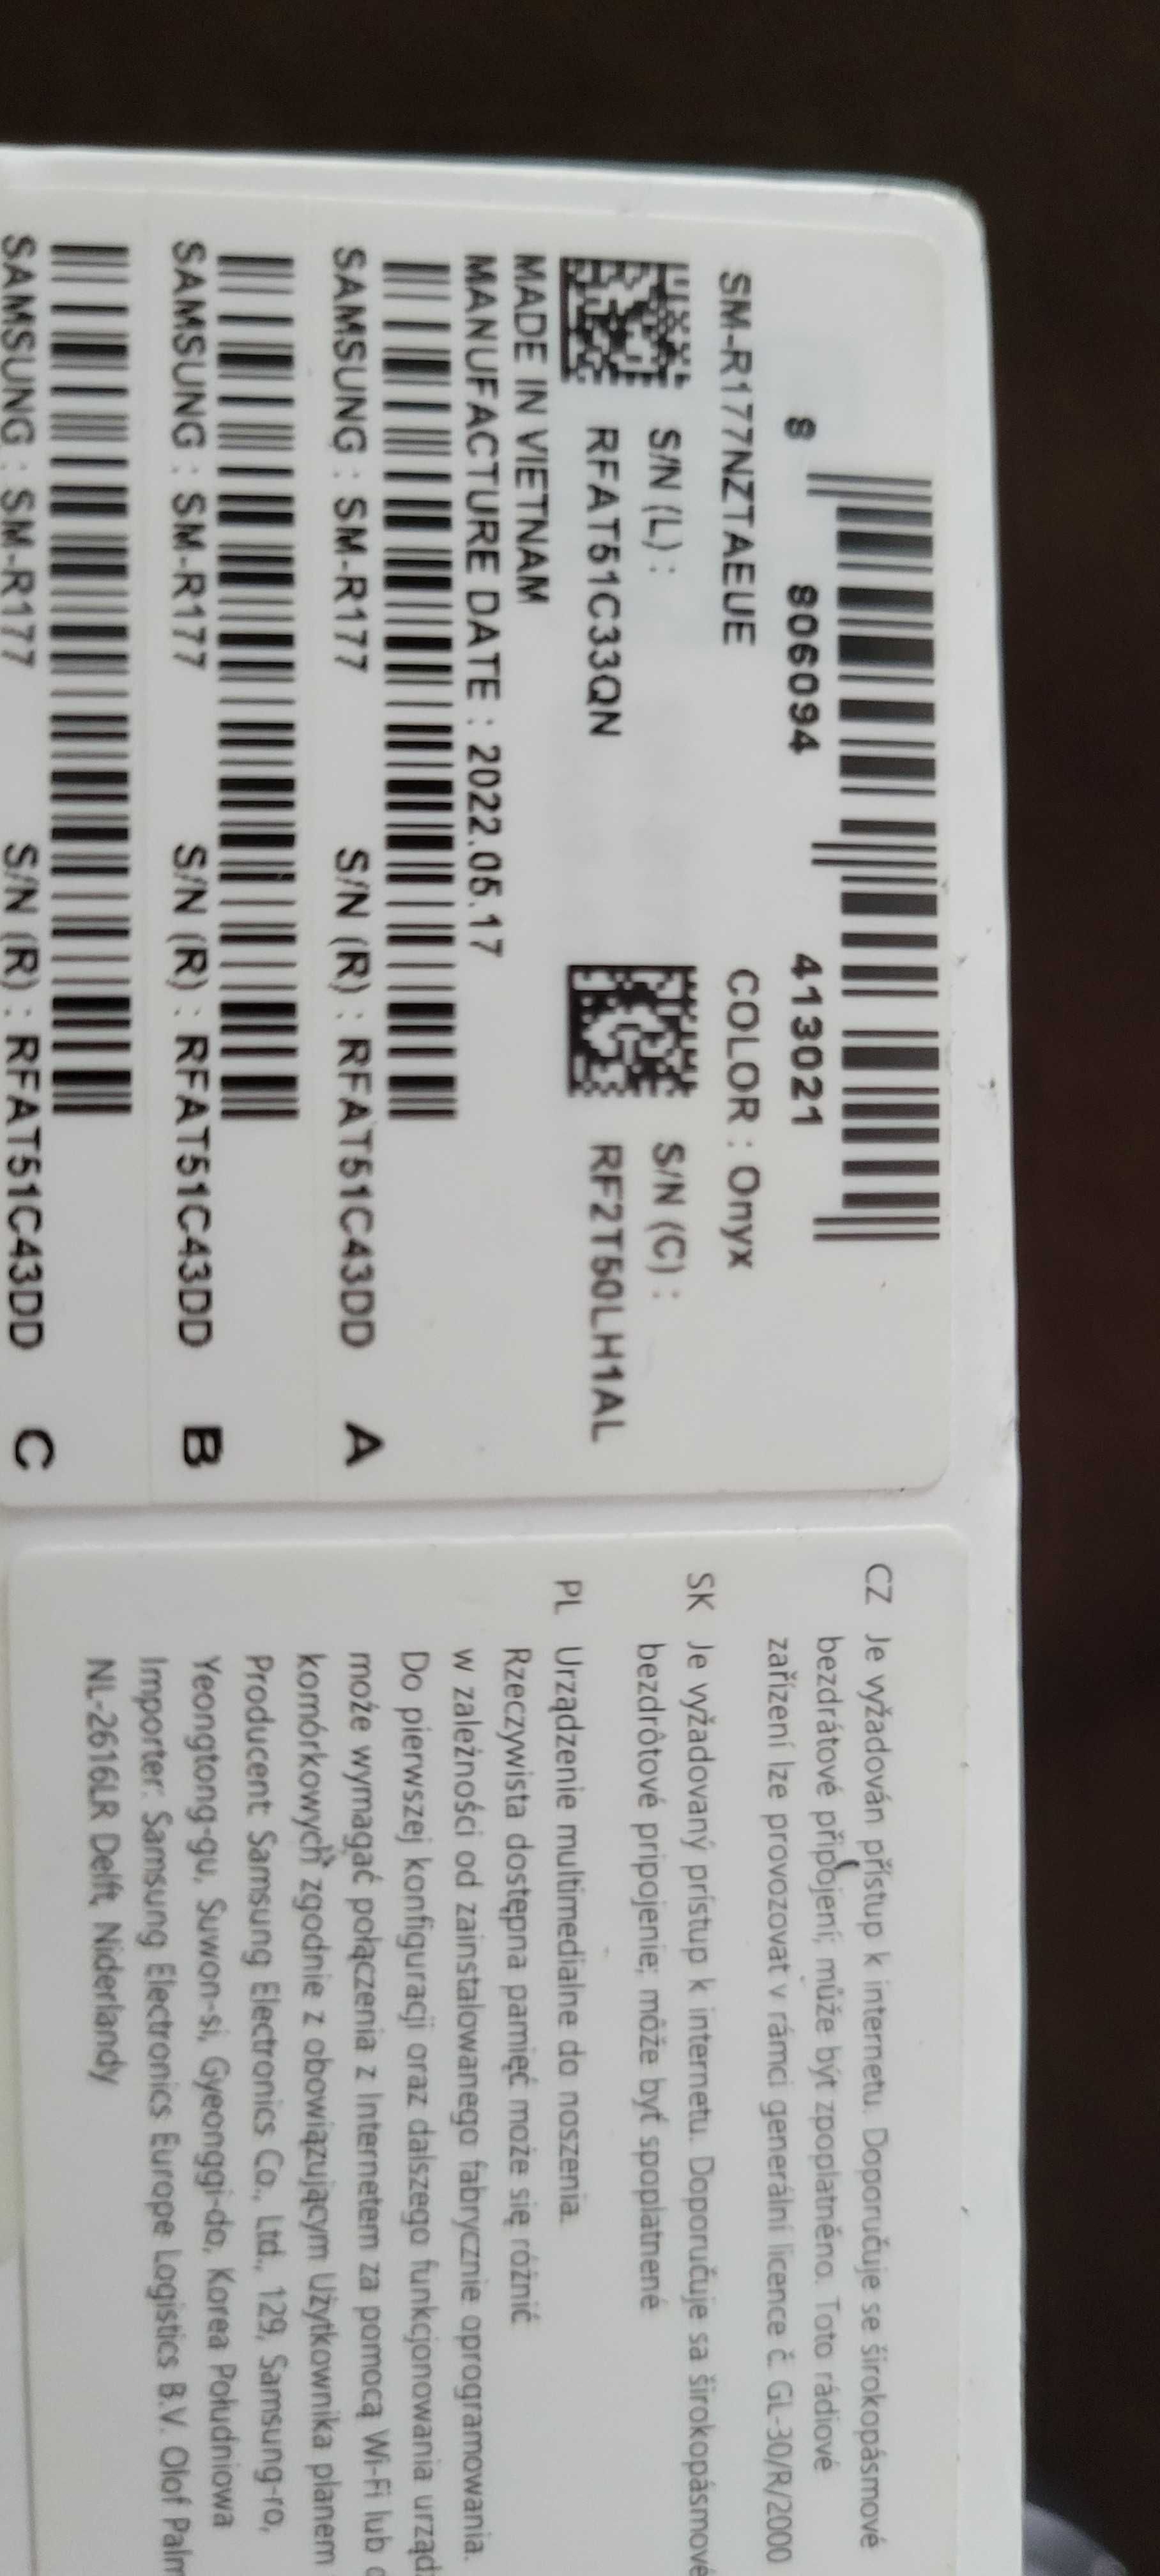 8 806094 413021
SM-R177NZTAEUE COLOR : Onyx
S/N (L) : S/N (C) :
RFAT51C33QN RF2T50LH1AL
MADE IN VIETNAM
MANUFACTURE DATE : 2022.05.17
SAMSUNG : SM-R177 S/N (R) : RFAT51C43DD A
SAMSUNG : SM-R177 S/N (R) : RFAT51C43DD B
SAMSUNG : SM-R177 S/N (R) : RFAT51C43DD C
CZ Je vyžadován přístup k internetu. Doporučuje se širokopásmové
bezdrátové připojení; může být zpoplatněno. Toto rádiové
zařízení lze provozovat v rámci generální licence č. GL-30/R/2000
SK Je vyžadovaný prístup k internetu. Doporučuje sa širokopásmové
bezdrôtové pripojenie; môže byť spoplatnené
PL Urządzenie multimedialne do noszenia.
Rzeczywista dostępna pamięć może się różnić
w zależności od zainstalowanego fabrycznie oprogramowania.
Do pierwszej konfiguracji oraz dalszego funkcjonowania
może wymagać połączenia z Internetem za pomocą Wi-Fi lub
komórkowych zgodnie z obowiązującym Użytkownika planem
Producent: Samsung Electronics Co., Ltd., 129, Samsung-ro,
Yeongtong-gu, Suwon-si, Gyeonggi-do, Korea Południowa
Importer: Samsung Electronics Europe Logistics B.V. Olof Palm
NL-2616LR Delft, Niderlandy